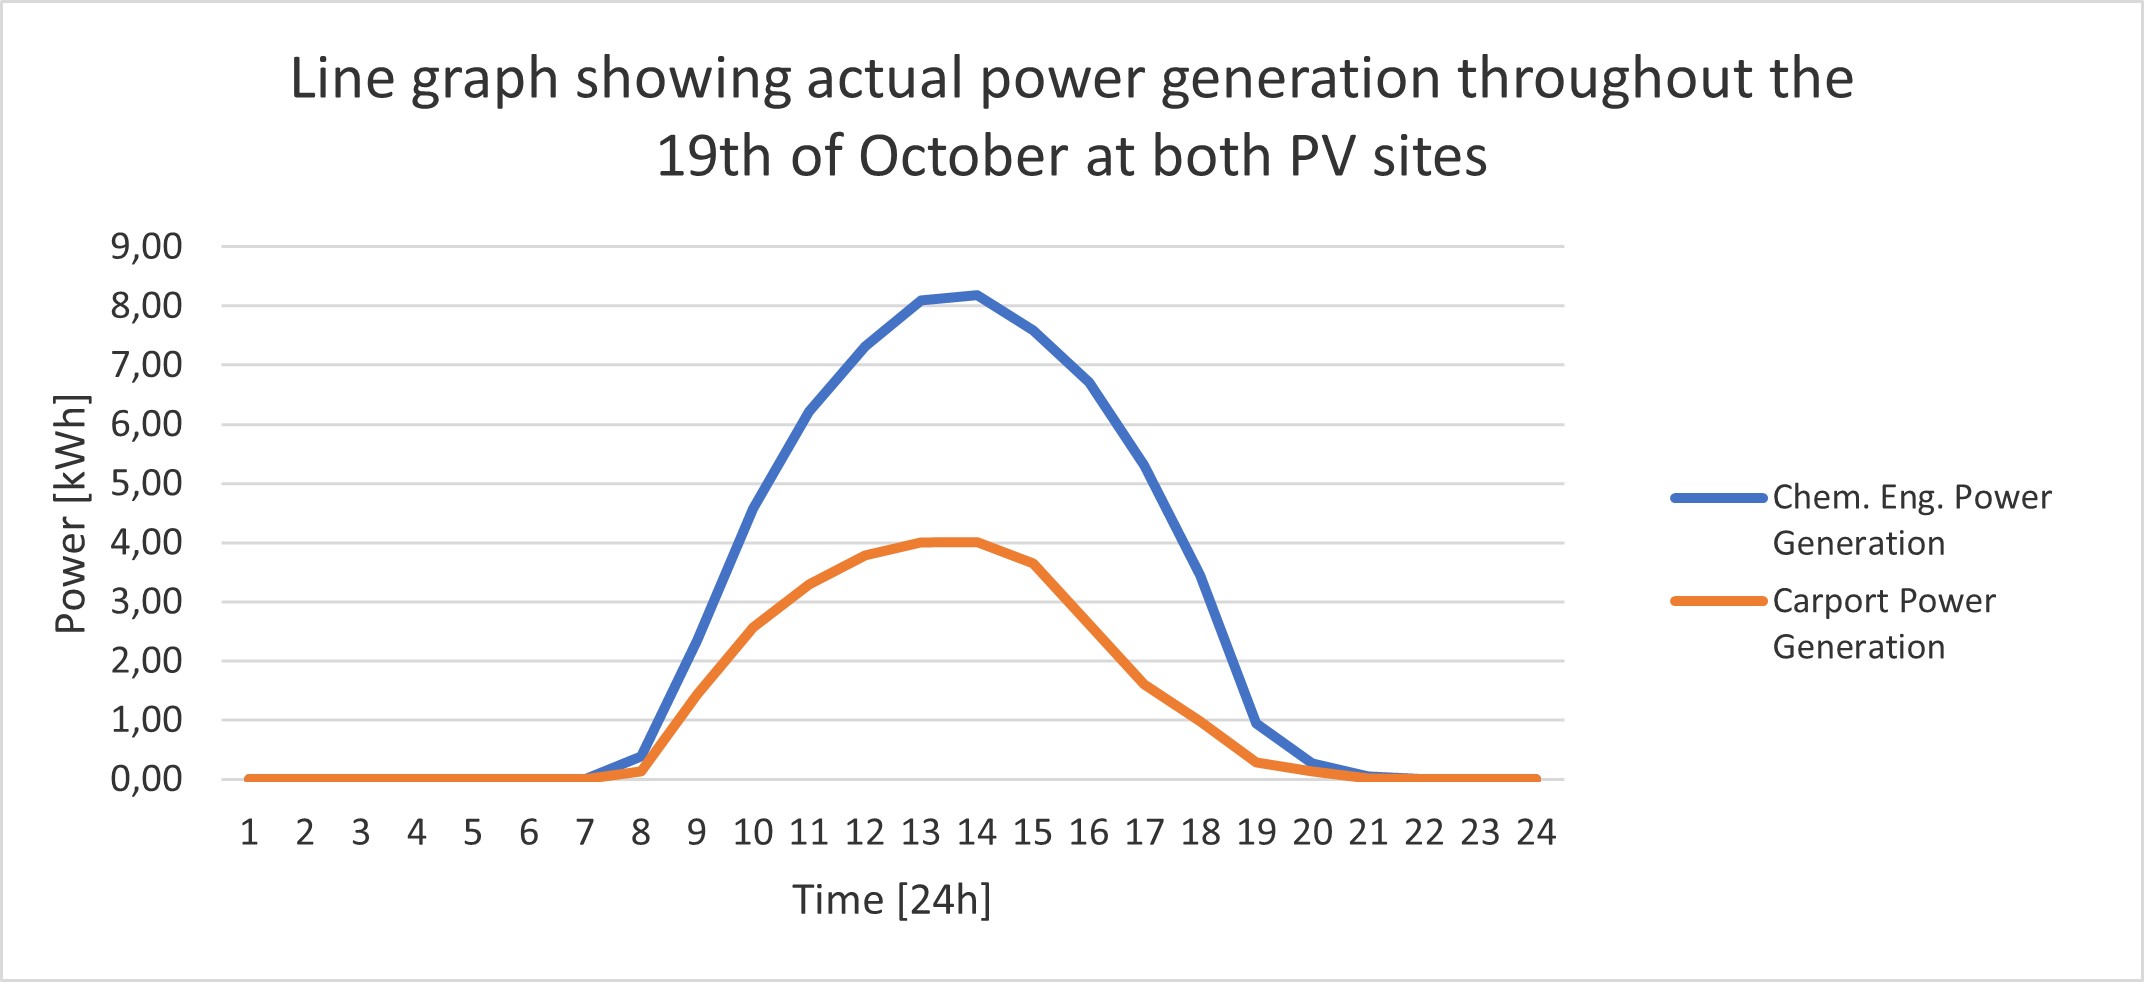 Line graph showing actual power generation throughout the
19th of October at both PV sites
9,00
8,00
7,00
6,00
5,00
4,00
3,00
2,00
1,00
0,00
Power [kWh]
1 2 3 4 5 6 7 8 9 10 11 12 13 14 15 16 17 18 19 20 21 22 23 24
Time [24h]
Chem. Eng. Power
Generation
Carport Power
Generation